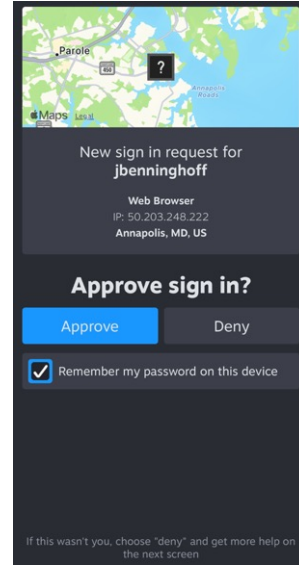 Parole
450
?
Annapolis
Roads
Maps Legal
New sign in request for
jbenninghoff
Web Browser
IP: 50.203.248.222
Annapolis, MD, US
Approve sign in?
Approve Deny
Remember my password on this device
If this wasn't you, choose "deny" and get more help on
the next screen